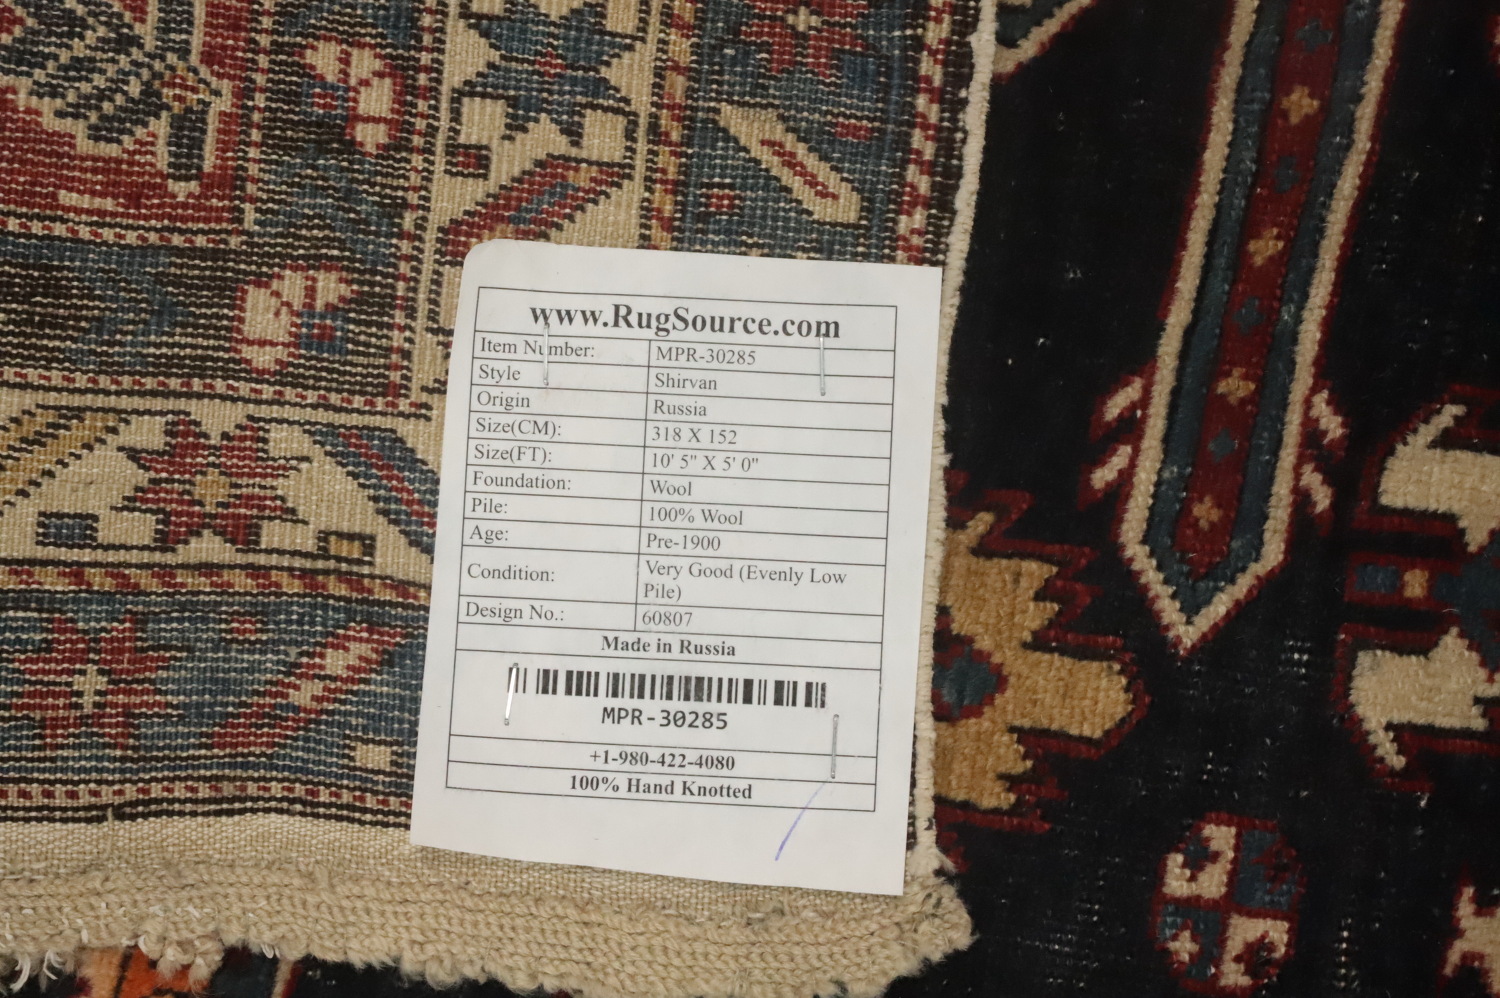 www.RugSource.com
Item Number: MPR-30285
Style Shirvan
Origin Russia
Size(CM): 318 X 152
Size(FT): 10' 5" X 5' 0"
Foundation: Wool
Pile: 100% Wool
Age: Pre-1900
Condition: Very Good (Evenly Low
Pile)
Design No.: 60807
Made in Russia
MPR-30285
+1-980-422-4080
100% Hand Knotted